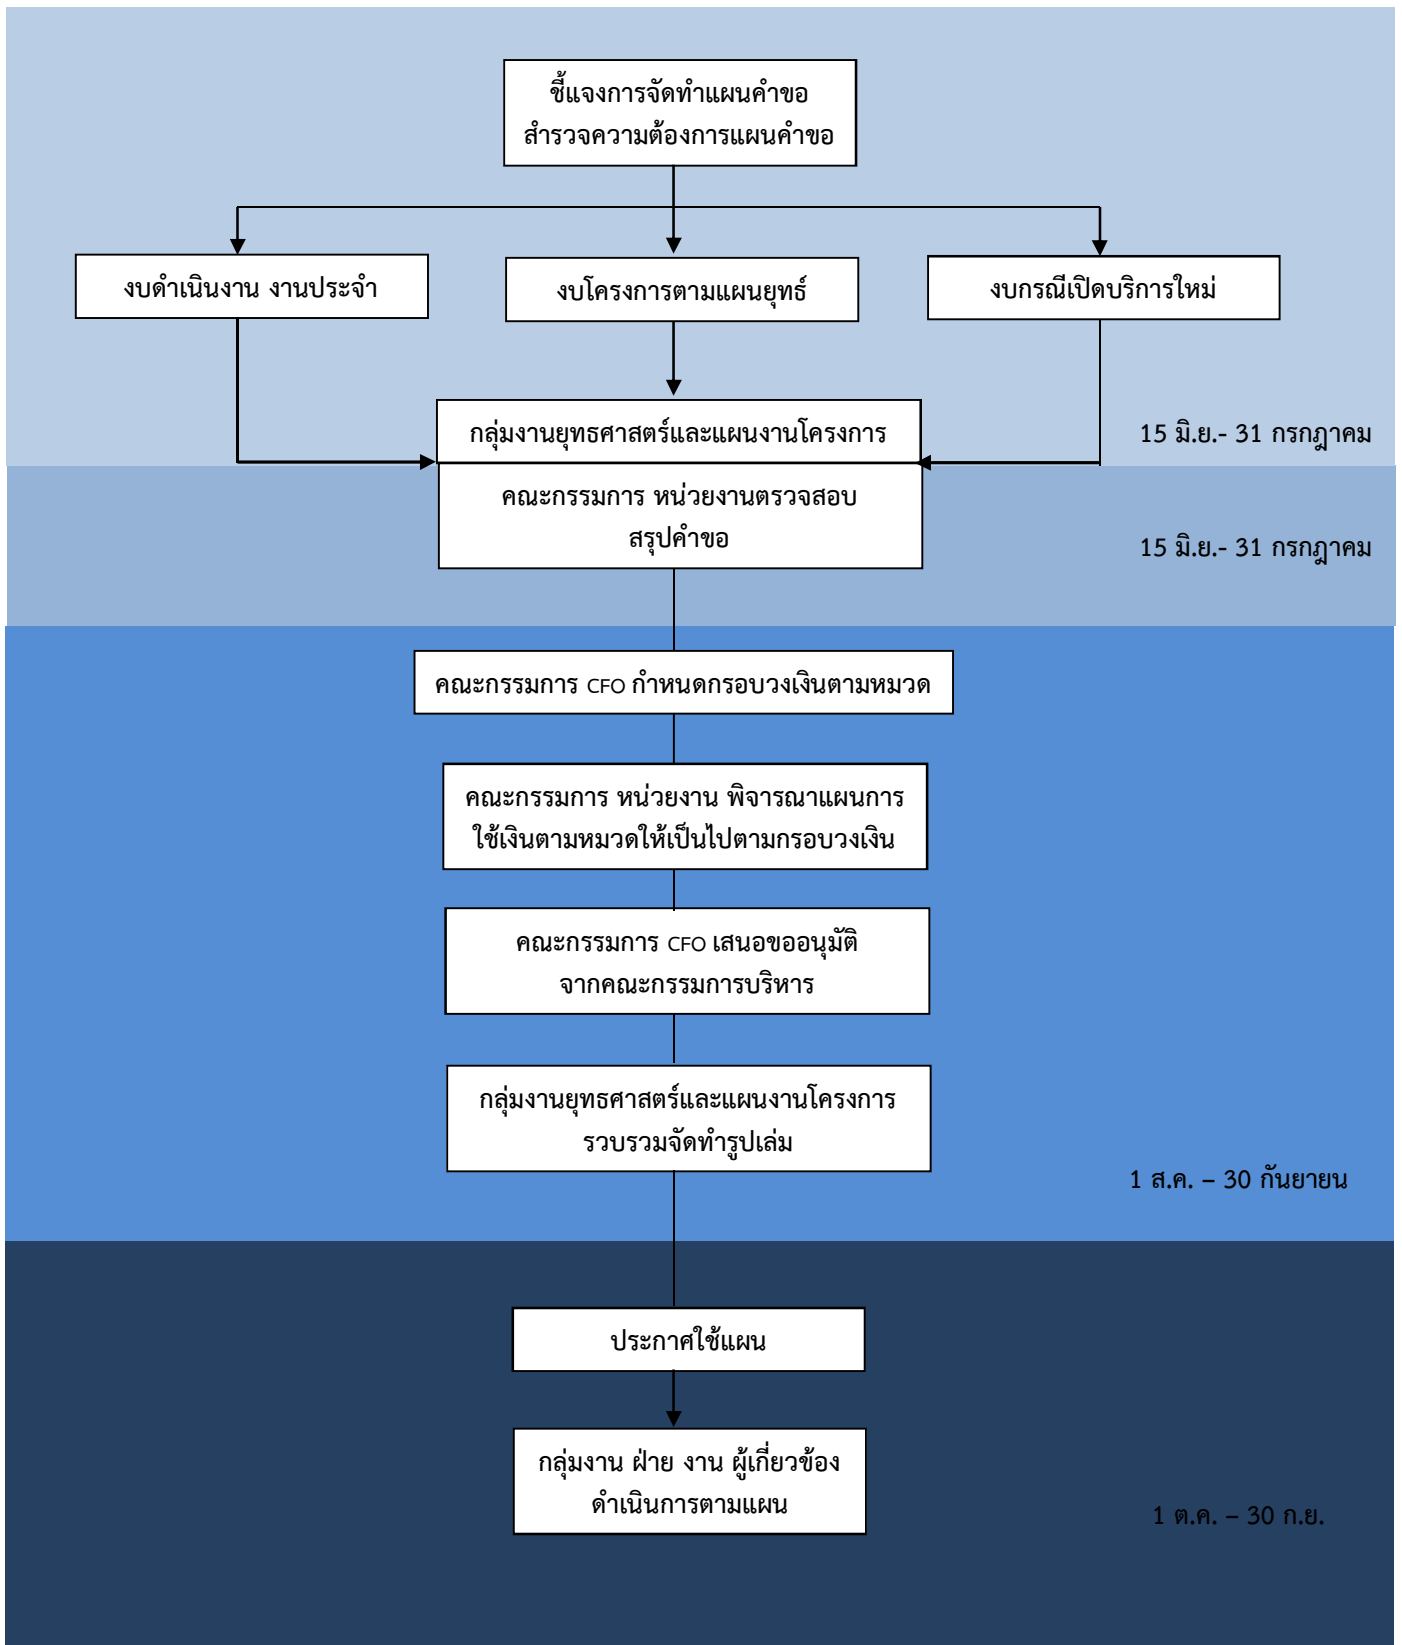 ชี้แจงการจัดทำแผนคำขอ
สำรวจความต้องการแผนคำขอ
งบดำเนินงาน งานประจำ
งบโครงการตามแผนยุทธ์
งบกรณีเปิดบริการใหม่
กลุ่มงานยุทธศาสตร์และแผนงานโครงการ
15 มิ.ย.- 31 กรกฎาคม
คณะกรรมการ หน่วยงานตรวจสอบ
สรุปคำขอ
15 มิ.ย.- 31 กรกฎาคม
คณะกรรมการ CFO กำหนดกรอบวงเงินตามหมวด
คณะกรรมการ หน่วยงาน พิจารณาแผนการ
ใช้เงินตามหมวดให้เป็นไปตามกรอบวงเงิน
คณะกรรมการ CFO เสนอขออนุมัติ
จากคณะกรรมการบริหาร
กลุ่มงานยุทธศาสตร์และแผนงานโครงการ
รวบรวมจัดทำรูปเล่ม
1 ส.ค. – 30 กันยายน
ประกาศใช้แผน
กลุ่มงาน ฝ่าย งาน ผู้เกี่ยวข้อง
ดำเนินการตามแผน
1 ต.ค. – 30 ก.ย.